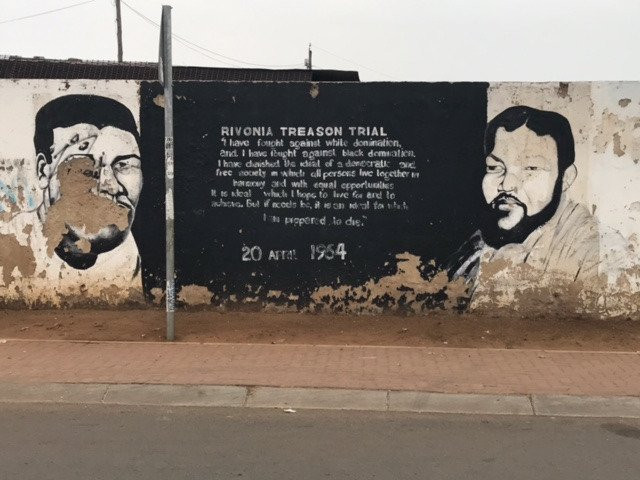 RIVONIA TREASON TRIAL
"I have fought against white domination,
and, I have fought against black domination.
I have cherished the ideal of a democratic and
free society in which all persons live together in
harmony and with equal opportunities
It is ideal which I hope to live for and to
achieve. But if needs be, it is an ideal for which
I am prepared to die."
20 APRIL 1964